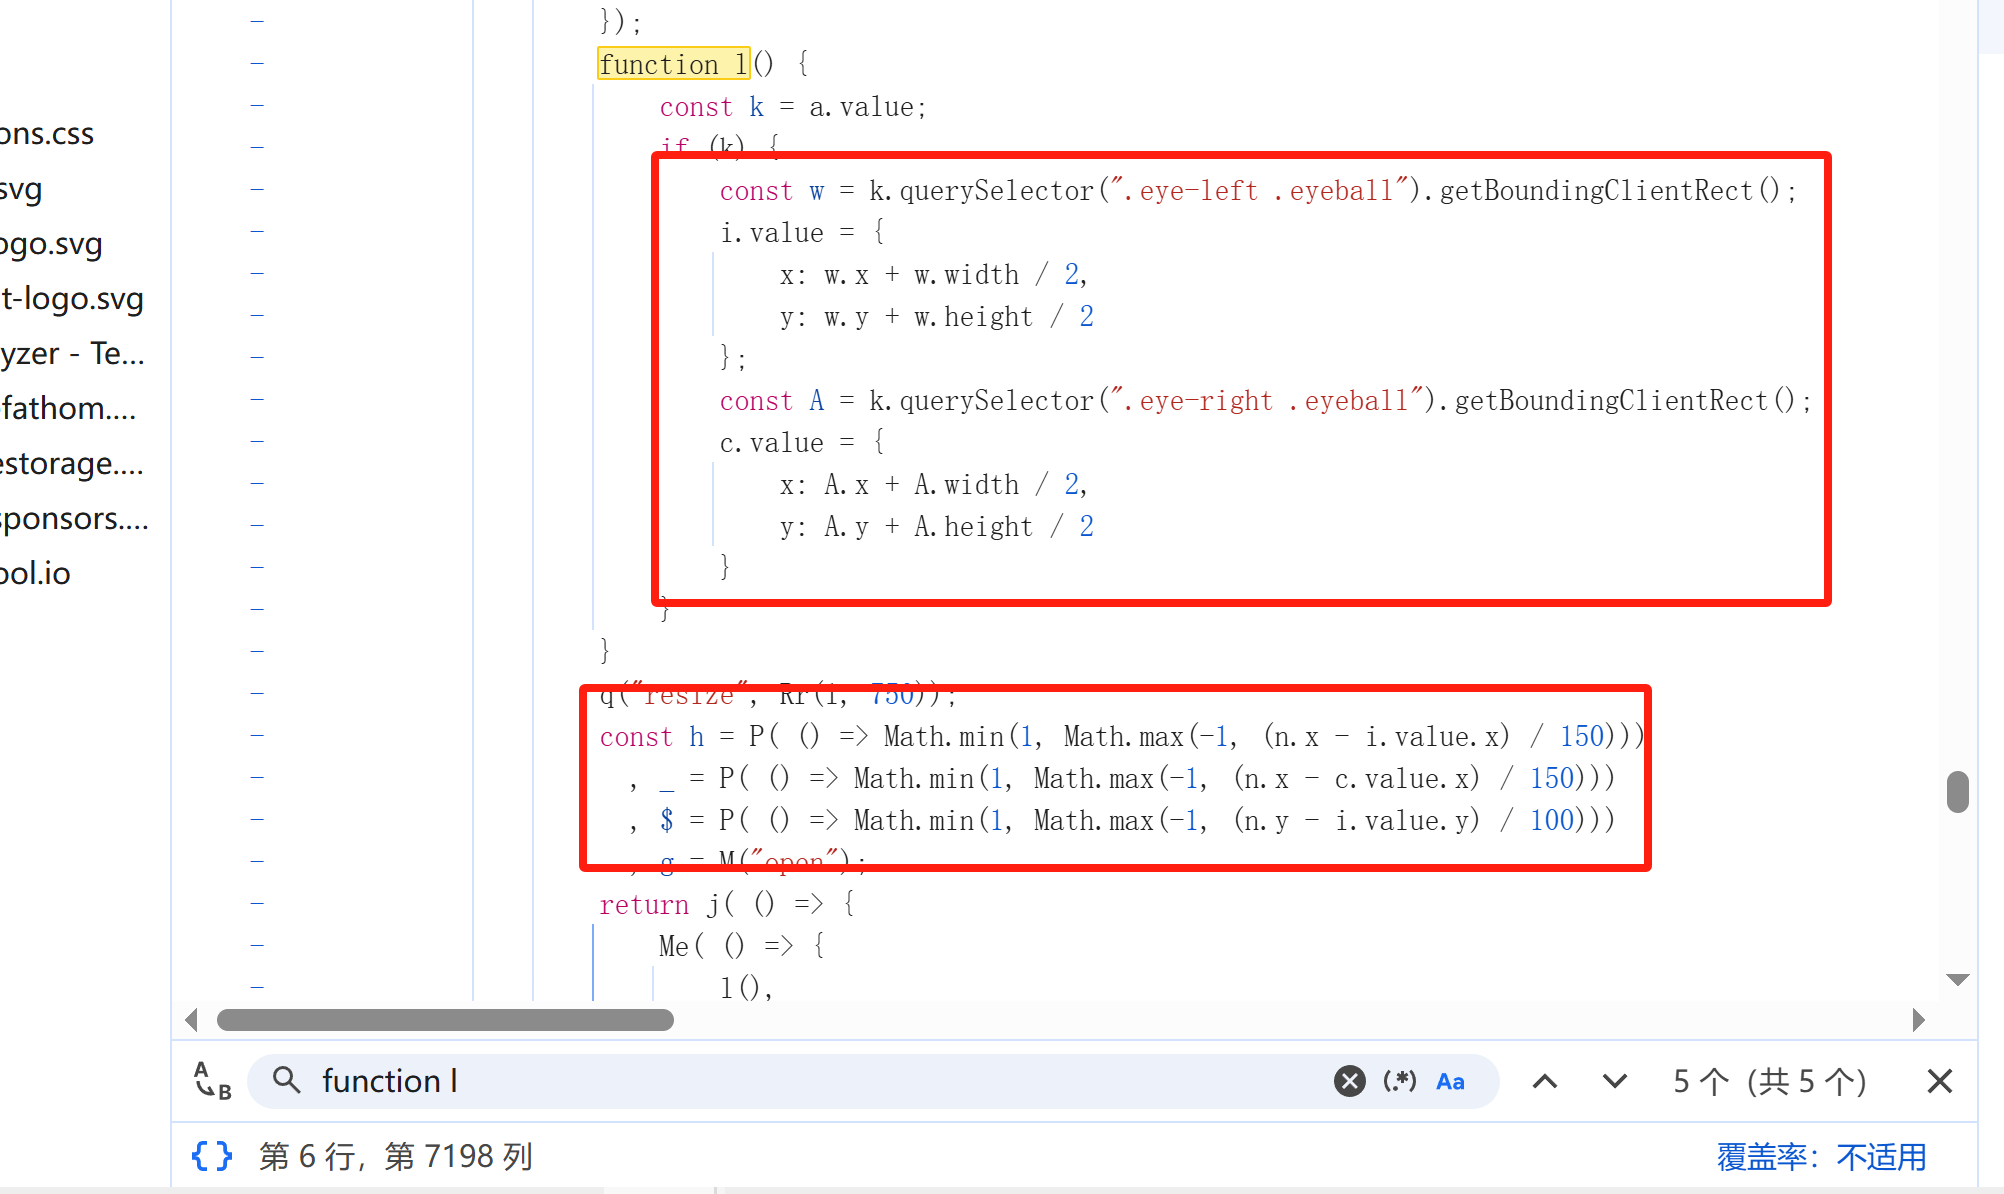 });
function l() {
const k = a.value;
if (k) {
const w = k.querySelector(".eye-left .eyeball").getBoundingClientRect();
i.value = {
x: w.x + w.width / 2,
y: w.y + w.height / 2
};
const A = k.querySelector(".eye-right .eyeball").getBoundingClientRect();
c.value = {
x: A.x + A.width / 2,
y: A.y + A.height / 2
}
}
}
q("resize", Rr(l, 750));
const h = P( () => Math.min(1, Math.max(-1, (n.x - i.value.x) / 150)))
, _ = P( () => Math.min(1, Math.max(-1, (n.x - c.value.x) / 150)))
, $ = P( () => Math.min(1, Math.max(-1, (n.y - i.value.y) / 100)))
, g = M("open");
return j( () => {
Me( () => {
l(),
ons.css
svg
ogo.svg
t-logo.svg
yzer - Te...
fathom....
estorage....
sponsors....
ool.io
A B
function l
(.*)
Aa
5 个 (共 5 个)
{} 第 6 行，第 7198 列
覆盖率：不适用